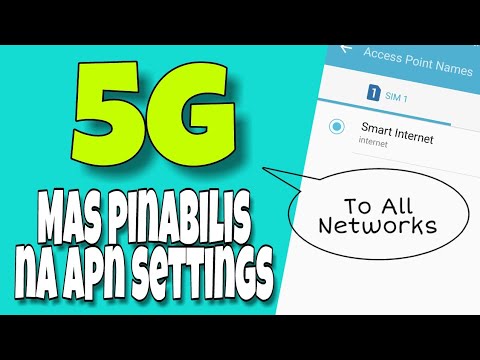 5G
MAS PINABILIS
NA APN SETTINGS
Access Point Names
1 SIM 1
Smart Internet
internet
To All
Networks